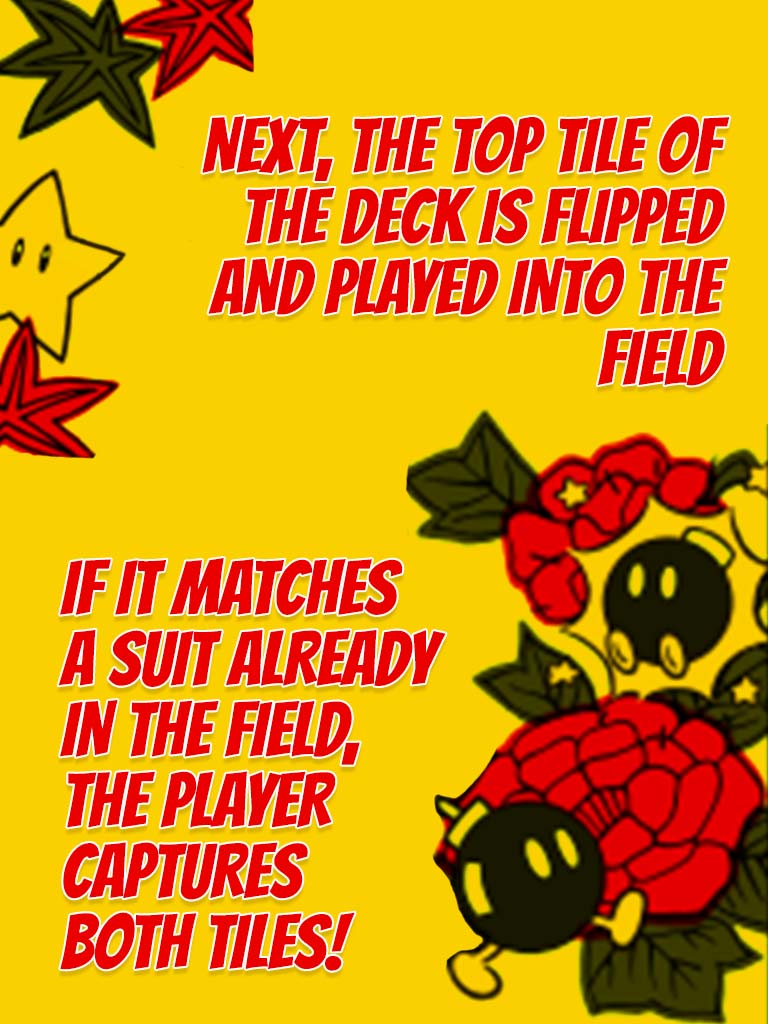 NEXT, THE TOP TILE OF
THE DECK IS FLIPPED
AND PLAYED INTO THE
FIELD
IF IT MATCHES
A SUIT ALREADY
IN THE FIELD,
THE PLAYER
CAPTURES
BOTH TILES!